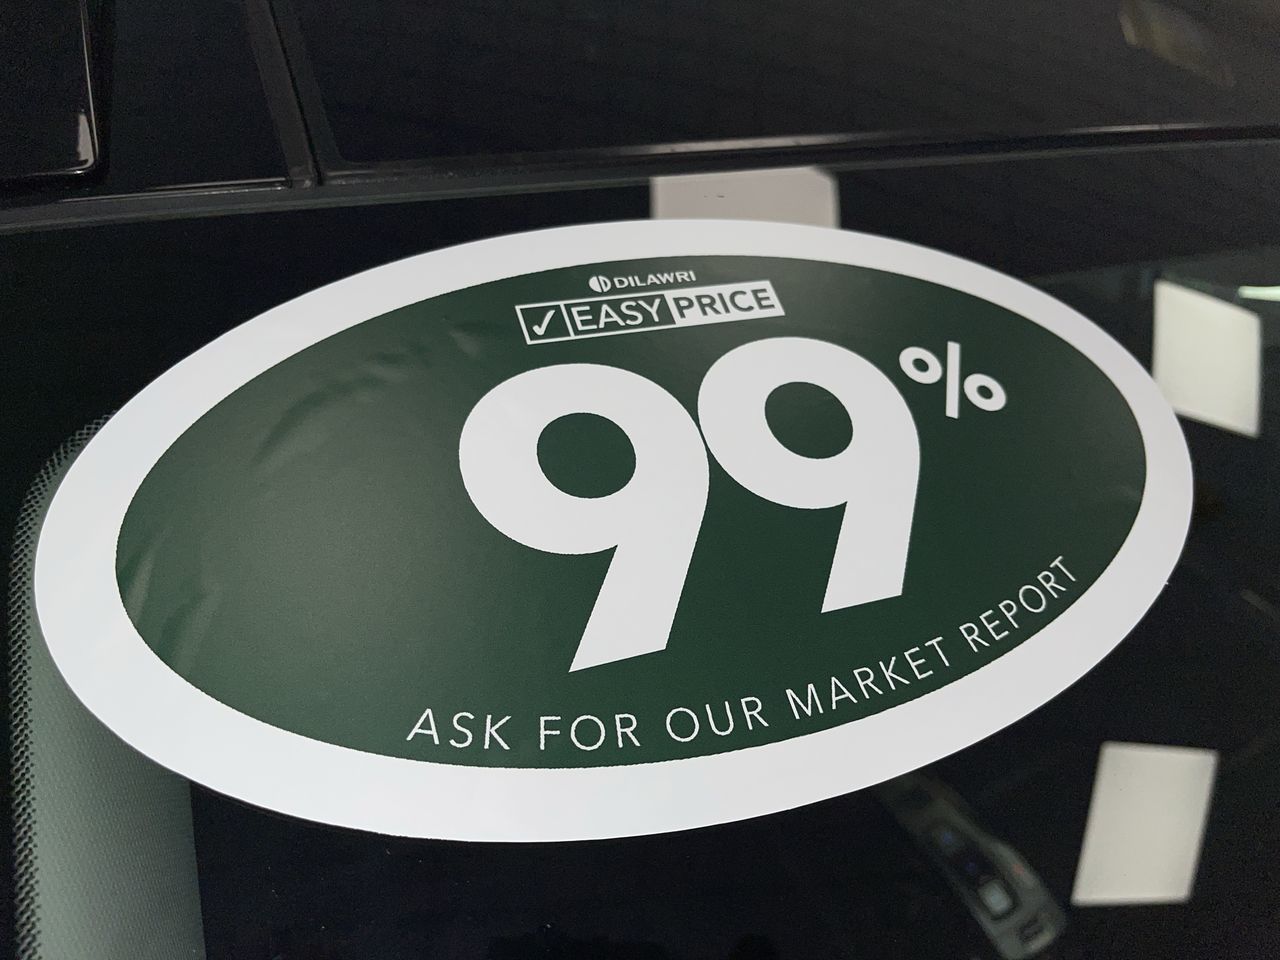 DILAWRI
EASY PRICE
99%
ASK FOR OUR MARKET REPORT